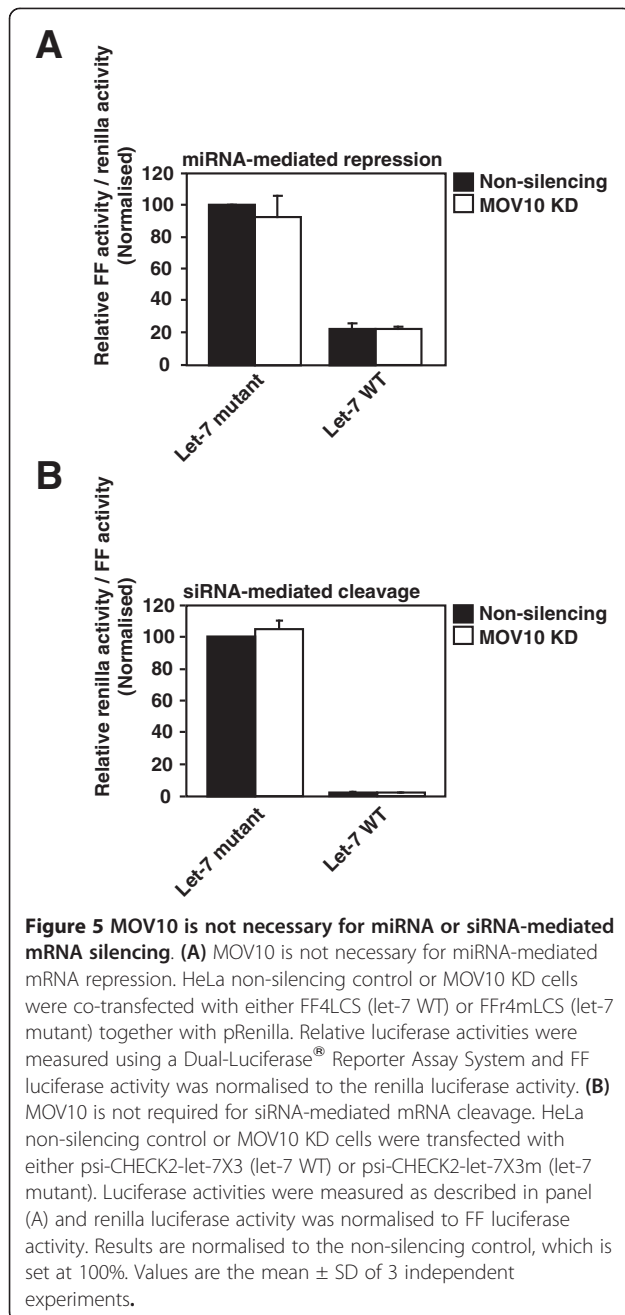 A
miRNA-mediated repression
Relative FF activity / renilla activity
(Normalised)
120
100
80
60
40
20
0
Non-silencing
MOV10 KD
Let-7 mutant
Let-7 WT
B
siRNA-mediated cleavage
Relative renilla activity / FF activity
(Normalised)
120
100
80
60
40
20
0
Non-silencing
MOV10 KD
Let-7 mutant
Let-7 WT
Figure 5 MOV10 is not necessary for miRNA or siRNA-mediated
mRNA silencing. (A) MOV10 is not necessary for miRNA-mediated
mRNA repression. HeLa non-silencing control or MOV10 KD cells
were co-transfected with either FF4LCS (let-7 WT) or FFr4mLCS (let-7
mutant) together with pRenilla. Relative luciferase activities were
measured using a Dual-Luciferase® Reporter Assay System and FF
luciferase activity was normalised to the renilla luciferase activity. (B)
MOV10 is not required for siRNA-mediated mRNA cleavage. HeLa
non-silencing control or MOV10 KD cells were transfected with
either psi-CHECK2-let-7X3 (let-7 WT) or psi-CHECK2-let-7X3m (let-7
mutant). Luciferase activities were measured as described in panel
(A) and renilla luciferase activity was normalised to FF luciferase
activity. Results are normalised to the non-silencing control, which is
set at 100%. Values are the mean ± SD of 3 independent
experiments.